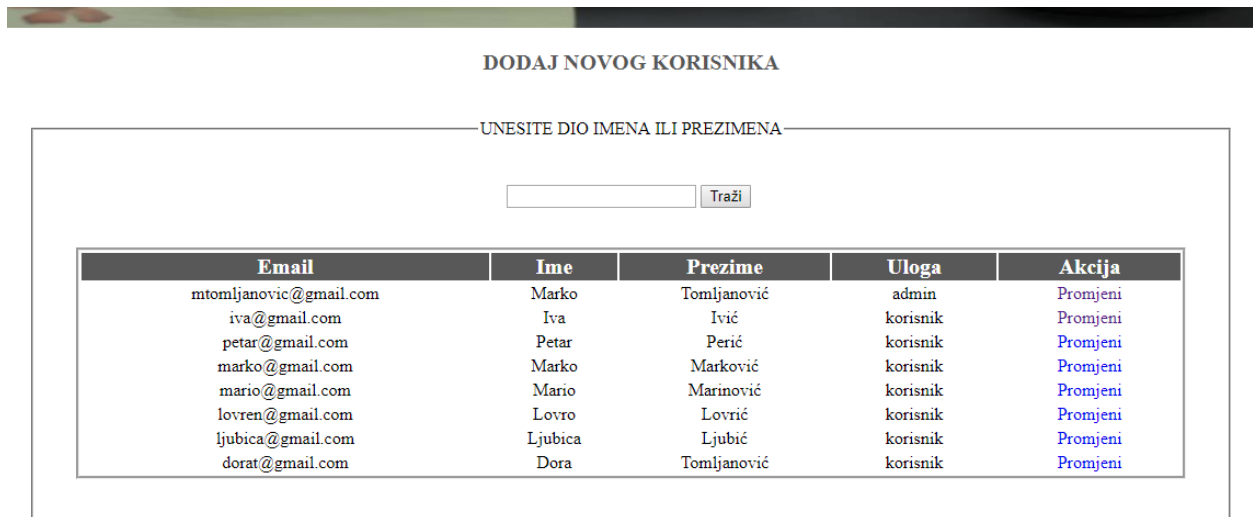 DODAJ NOVOG KORISNIKA
UNESITE DIO IMENA ILI PREZIMENA
Traži
Email Ime Prezime Uloga Akcija
mtomljanovic@gmail.com Marko Tomljanović admin Promjeni
iva@gmail.com Iva Ivić korisnik Promjeni
petar@gmail.com Petar Perić korisnik Promjeni
marko@gmail.com Marko Marković korisnik Promjeni
mario@gmail.com Mario Marinović korisnik Promjeni
lovren@gmail.com Lovro Lovrić korisnik Promjeni
ljubica@gmail.com Ljubica Ljubić korisnik Promjeni
dorat@gmail.com Dora Tomljanović korisnik Promjeni